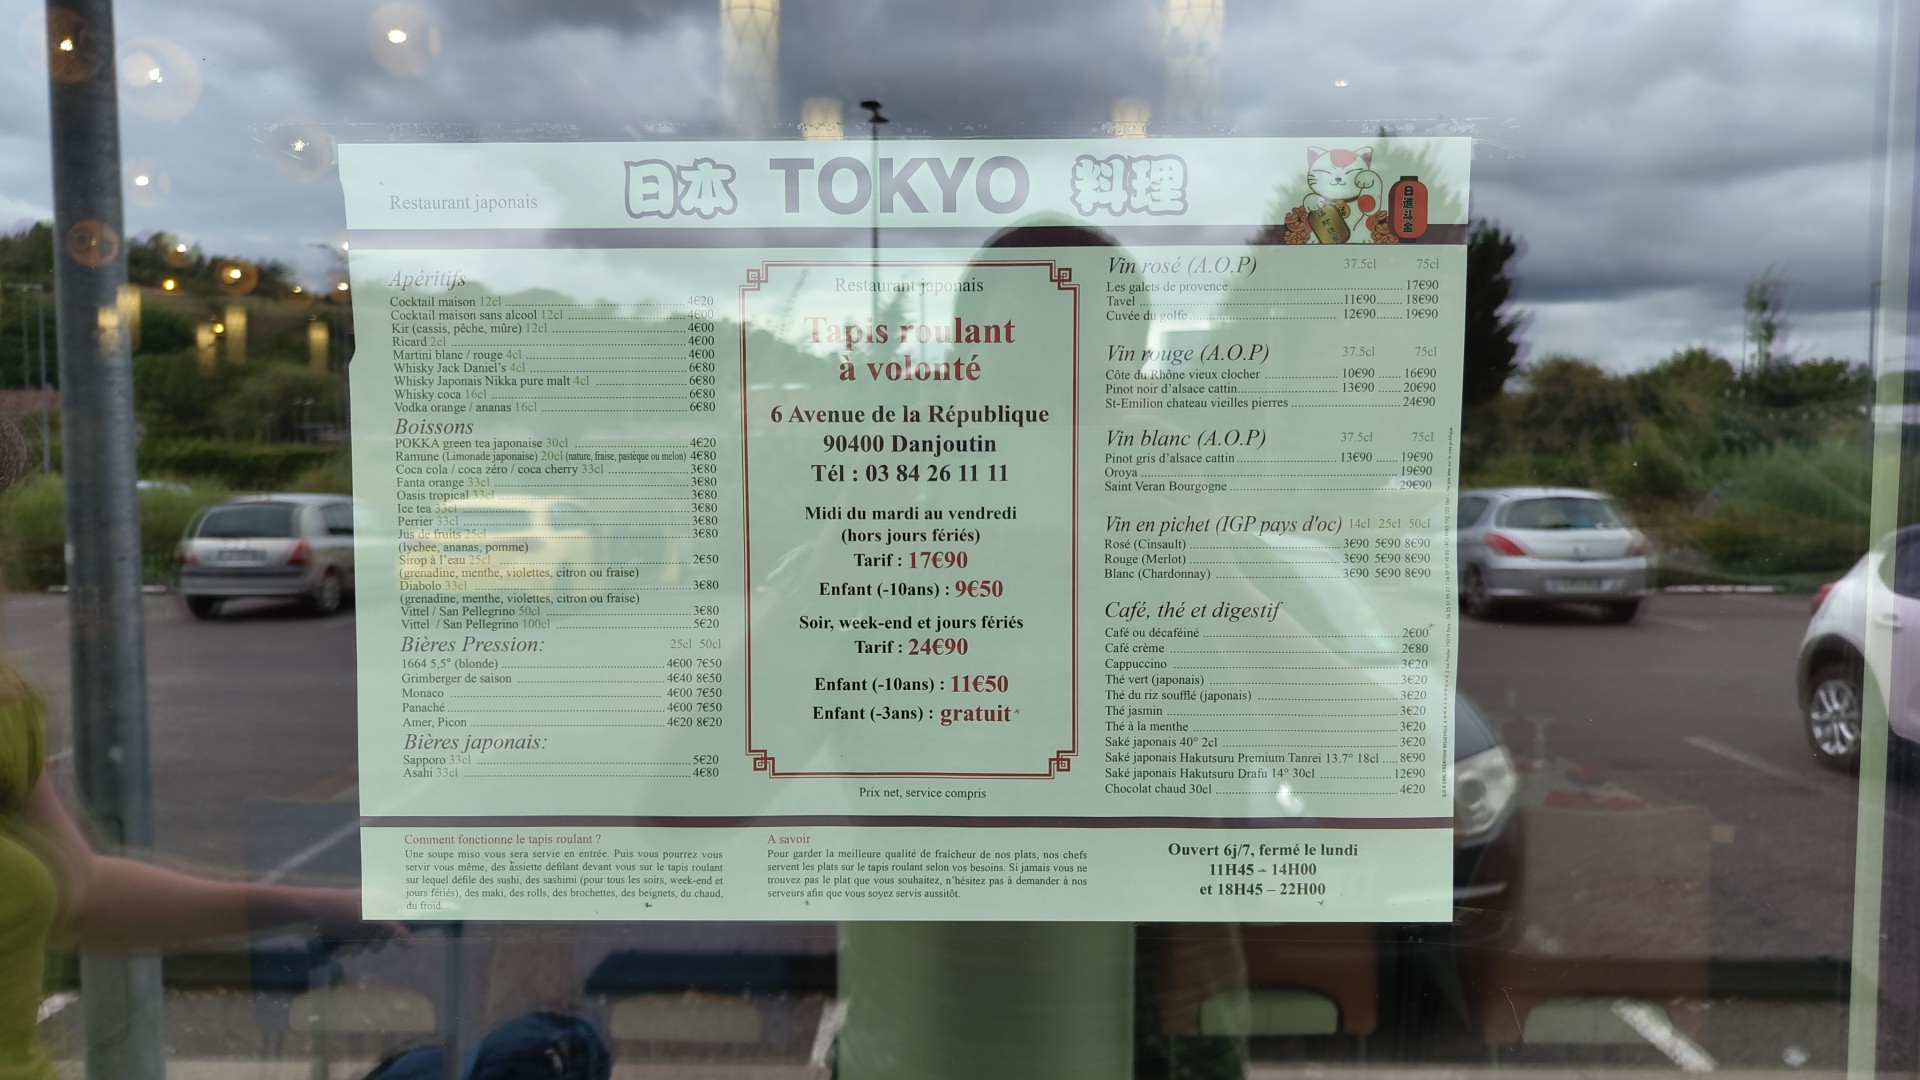 Restaurant japonais
日本 TOKYO 料理
日進斗金
Apéritifs
Cocktail maison 12cl 4€20
Cocktail maison sans alcool 12cl 4€00
Kir (cassis, pêche, mûre) 12cl 4€00
Ricard 2cl 4€00
Martini blanc / rouge 4cl 4€00
Whisky Jack Daniel's 4cl 6€80
Whisky Japonais Nikka pure malt 4cl 6€80
Whisky coca 16cl 6€80
Vodka orange / ananas 16cl 6€80
Boissons
POKKA green tea japonaise 30cl 4€20
Ramune (Limonade japonaise) 20cl (nature, fraise, pastèque ou melon) 4€80
Coca cola / coca zéro / coca cherry 33cl 3€80
Fanta orange 33cl 3€80
Oasis tropical 33cl 3€80
Ice tea 33cl 3€80
Perrier 33cl 3€80
Jus de fruits 25cl 3€80
(lychee, ananas, pomme)
Sirop à l'eau 25cl 2€50
(grenadine, menthe, violettes, citron ou fraise)
Diabolo 33cl 3€80
(grenadine, menthe, violettes, citron ou fraise)
Vittel / San Pellegrino 50cl 3€80
Vittel / San Pellegrino 100cl 5€20
Bières Pression: 25cl 50cl
1664 5,5° (blonde) 4€00 7€50
Grimberger de saison 4€40 8€50
Monaco 4€00 7€50
Panaché 4€00 7€50
Amer, Picon 4€20 8€20
Bières japonais:
Sapporo 33cl 5€20
Asahi 33cl 4€80
Restaurant japonais
Tapis roulant
à volonté
6 Avenue de la République
90400 Danjoutin
Tél : 03 84 26 11 11
Midi du mardi au vendredi
(hors jours fériés)
Tarif : 17€90
Enfant (-10ans) : 9€50
Soir, week-end et jours fériés
Tarif : 24€90
Enfant (-10ans) : 11€50
Enfant (-3ans) : gratuit
Prix net, service compris
Vin rosé (A.O.P) 37.5cl 75cl
Les galets de provence 17€90
Tavel 11€90 18€90
Cuvée du golfe 12€90 19€90
Vin rouge (A.O.P) 37.5cl 75cl
Côte du Rhône vieux clocher 10€90 16€90
Pinot noir d'alsace cattin 13€90 20€90
St-Emilion chateau vieilles pierres 24€90
Vin blanc (A.O.P) 37.5cl 75cl
Pinot gris d'alsace cattin 13€90 19€90
Oroya 19€90
Saint Veran Bourgogne 29€90
Vin en pichet (IGP pays d'oc) 14cl 25cl 50cl
Rosé (Cinsault) 3€90 5€90 8€90
Rouge (Merlot) 3€90 5€90 8€90
Blanc (Chardonnay) 3€90 5€90 8€90
Café, thé et digestif
Café ou décaféiné 2€00
Café crème 2€80
Cappuccino 3€20
Thé vert (japonais) 3€20
Thé du riz soufflé (japonais) 3€20
Thé jasmin 3€20
Thé à la menthe 3€20
Saké japonais 40° 2cl 3€20
Saké japonais Hakutsuru Premium Tanrei 13.7° 18cl 8€90
Saké japonais Hakutsuru Drafu 14° 30cl 12€90
Chocolat chaud 30cl 4€20
Comment fonctionne le tapis roulant ?
Une soupe miso vous sera servie en entrée. Puis vous pourrez vous
servir vous même, des assiette défilant devant vous sur le tapis roulant
sur lequel défile des sushi, des sashimi (pour tous les soirs, week-end et
jours fériés), des maki, des rolls, des brochettes, des beignets, du chaud,
du froid...
A savoir
Pour garder la meilleure qualité de fraîcheur de nos plats, nos chefs
servent les plats sur le tapis roulant selon vos besoins. Si jamais vous ne
trouvez pas le plat que vous souhaitez, n'hésitez pas à demander à nos
serveurs afin que vous soyez servis aussitôt.
Ouvert 6j/7, fermé le lundi
11H45 – 14H00
et 18H45 – 22H00